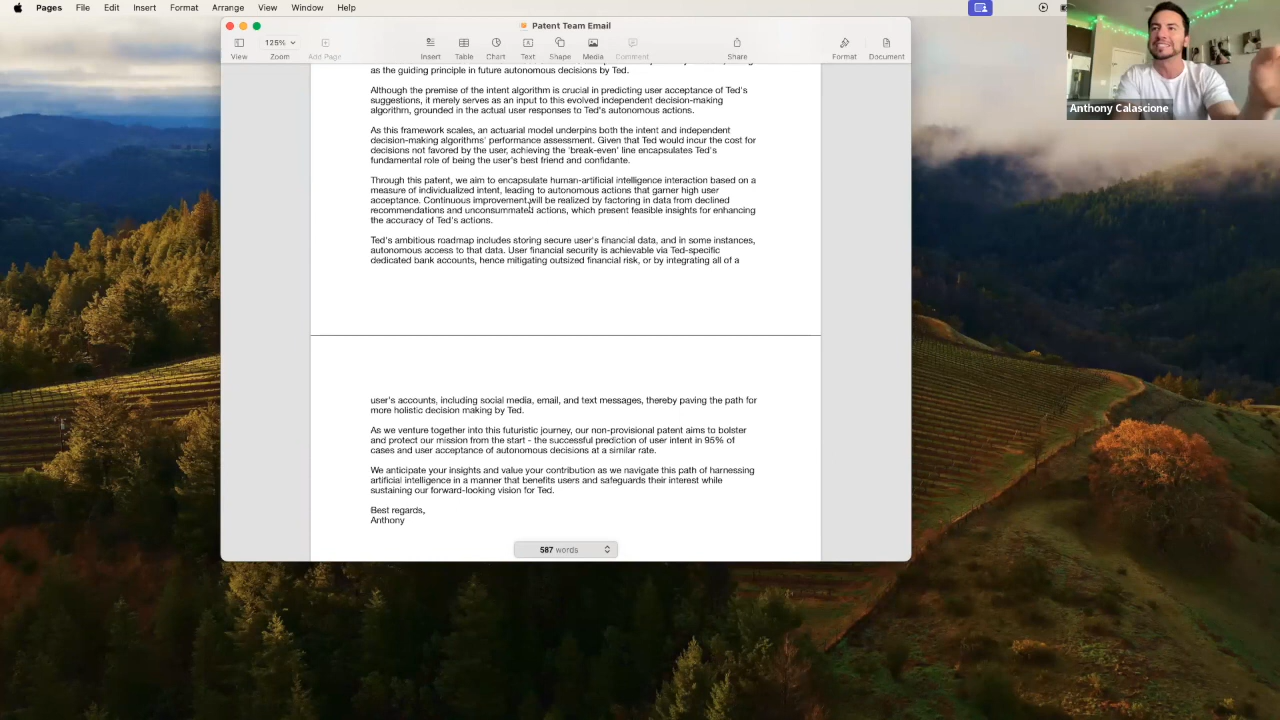 Pages File Edit Insert Format Arrange View Window Help
Patent Team Email
125%
View Zoom Add Page Insert Table Chart Text Shape Media Comment Share Format Document
Anthony Calascione
as the guiding principle in future autonomous decisions by Ted.
Although the premise of the intent algorithm is crucial in predicting user acceptance of Ted's
suggestions, it merely serves as an input to this evolved independent decision-making
algorithm, grounded in the actual user responses to Ted's autonomous actions.
As this framework scales, an actuarial model underpins both the intent and independent
decision-making algorithms' performance assessment. Given that Ted would incur the cost for
decisions not favored by the user, achieving the 'break-even' line encapsulates Ted's
fundamental role of being the user's best friend and confidante.
Through this patent, we aim to encapsulate human-artificial intelligence interaction based on a
measure of individualized intent, leading to autonomous actions that garner high user
acceptance. Continuous improvement will be realized by factoring in data from declined
recommendations and unconsummated actions, which present feasible insights for enhancing
the accuracy of Ted's actions.
Ted's ambitious roadmap includes storing secure user's financial data, and in some instances,
autonomous access to that data. User financial security is achievable via Ted-specific
dedicated bank accounts, hence mitigating outsized financial risk, or by integrating all of a
user's accounts, including social media, email, and text messages, thereby paving the path for
more holistic decision making by Ted.
As we venture together into this futuristic journey, our non-provisional patent aims to bolster
and protect our mission from the start - the successful prediction of user intent in 95% of
cases and user acceptance of autonomous decisions at a similar rate.
We anticipate your insights and value your contribution as we navigate this path of harnessing
artificial intelligence in a manner that benefits users and safeguards their interest while
sustaining our forward-looking vision for Ted.
Best regards,
Anthony
587 words